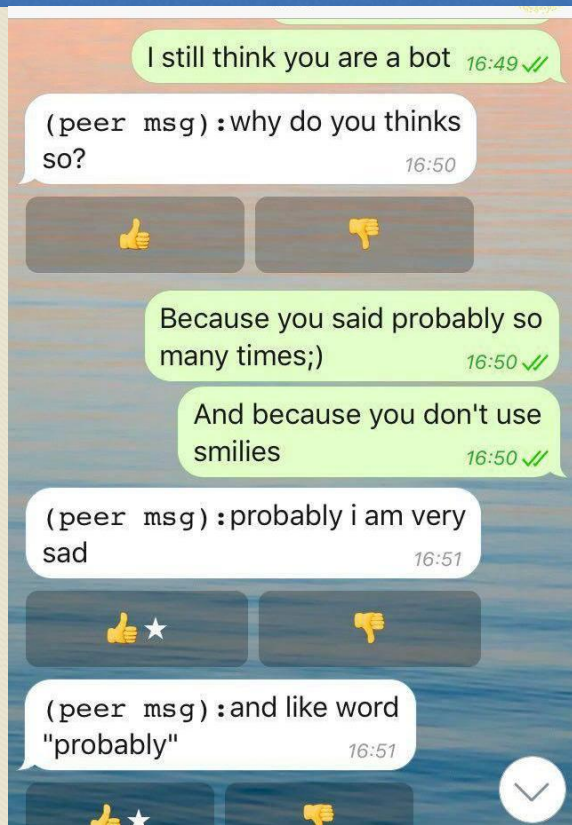 I still think you are a bot 16:49
(peer msg):why do you thinks
so? 16:50
Because you said probably so
many times;) 16:50
And because you don't use
smilies 16:50
(peer msg):probably i am very
sad 16:51
(peer msg):and like word
"probably" 16:51